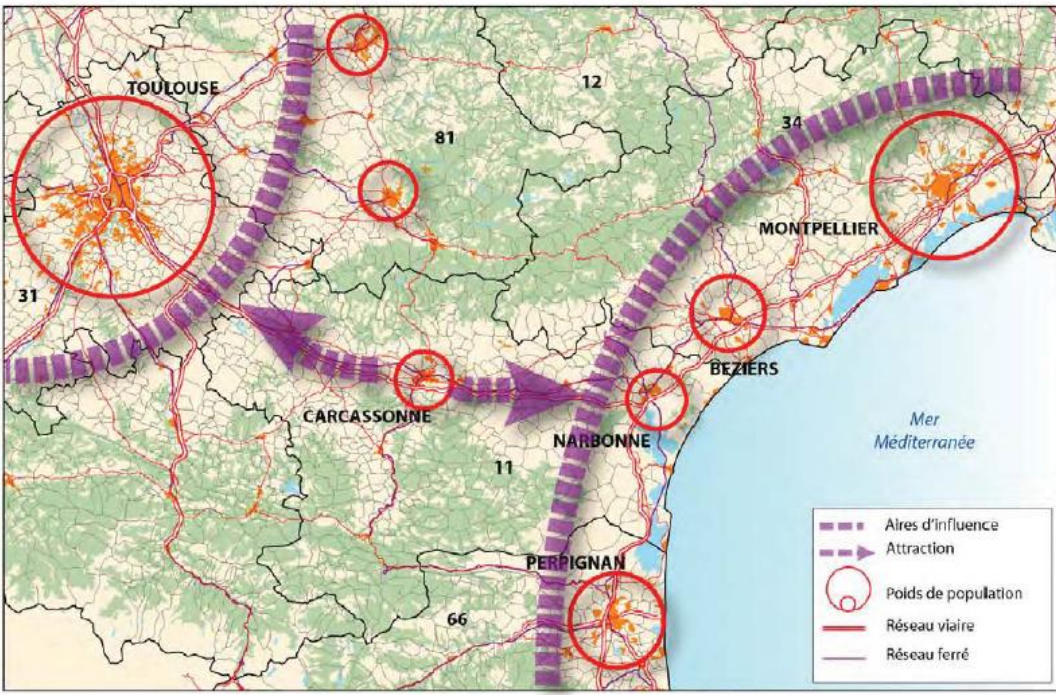 TOULOUSE
12
34
81
MONTPELLIER
31
BEZIERS
CARCASSONNE
NARBONNE
Mer
Méditerranée
11
PERPIGNAN
66
Aires d'influence
Attraction
Poids de population
Réseau viaire
Réseau ferré